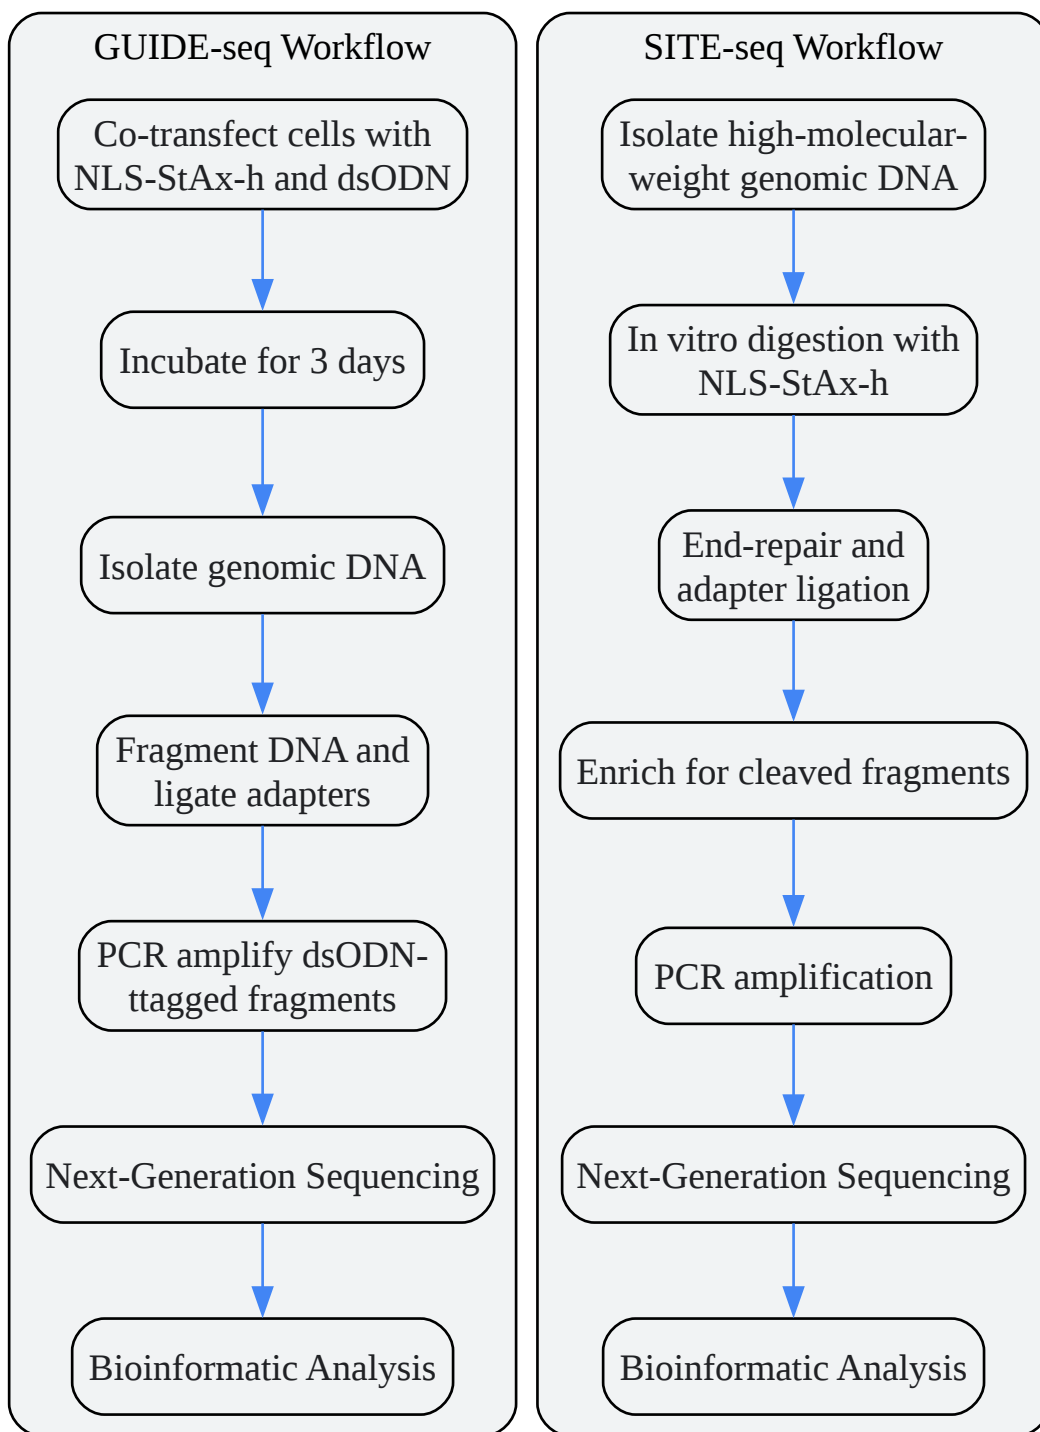 GUIDE-seq Workflow
Co-transfect cells with
NLS-StAx-h and dsODN
Incubate for 3 days
Isolate genomic DNA
Fragment DNA and
ligate adapters
PCR amplify dsODN-
ttagged fragments
Next-Generation Sequencing
Bioinformatic Analysis
SITE-seq Workflow
Isolate high-molecular-
weight genomic DNA
In vitro digestion with
NLS-StAx-h
End-repair and
adapter ligation
Enrich for cleaved fragments
PCR amplification
Next-Generation Sequencing
Bioinformatic Analysis